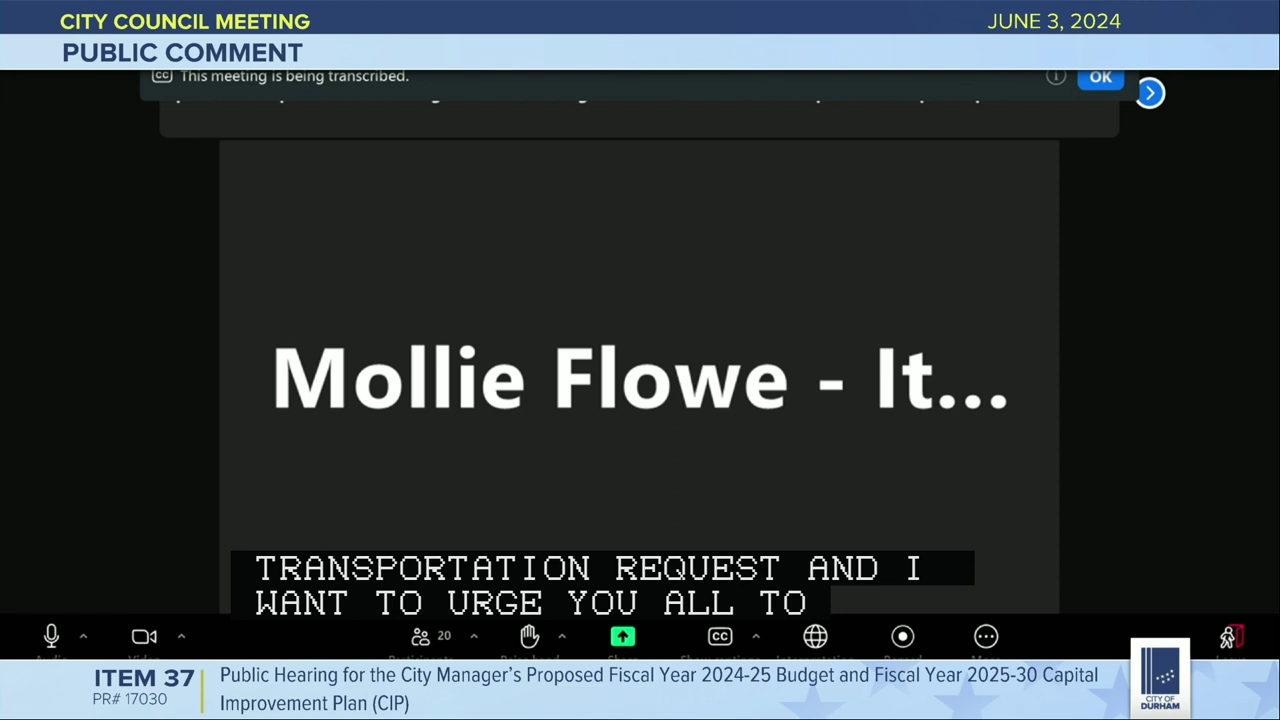 CITY COUNCIL MEETING
JUNE 3, 2024
PUBLIC COMMENT
CC This meeting is being transcribed.
OK
Mollie Flowe - It...
TRANSPORTATION REQUEST AND I
WANT TO URGE YOU ALL TO
20
CC
ITEM 37
PR# 17030
Public Hearing for the City Manager's Proposed Fiscal Year 2024-25 Budget and Fiscal Year 2025-30 Capital
Improvement Plan (CIP)
CITY OF
DURHAM